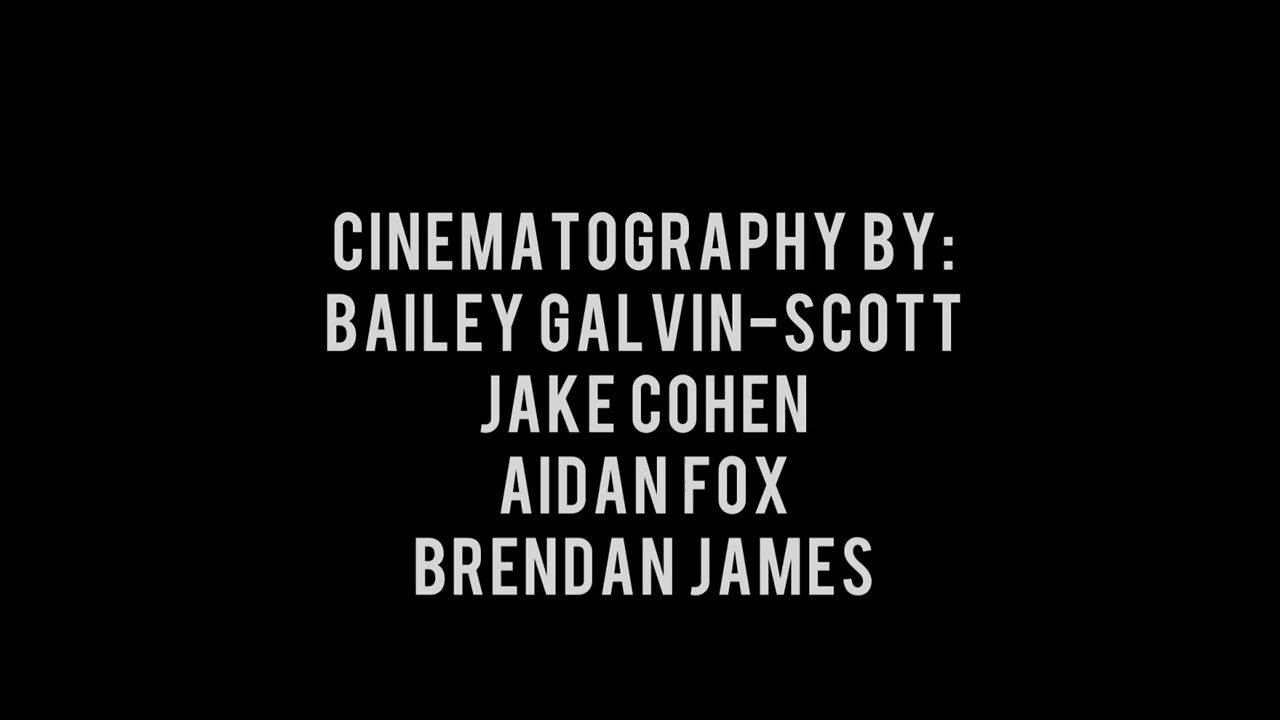 CINEMATOGRAPHY BY:
BAILEY GALVIN-SCOTT
JAKE COHEN
AIDAN FOX
BRENDAN JAMES